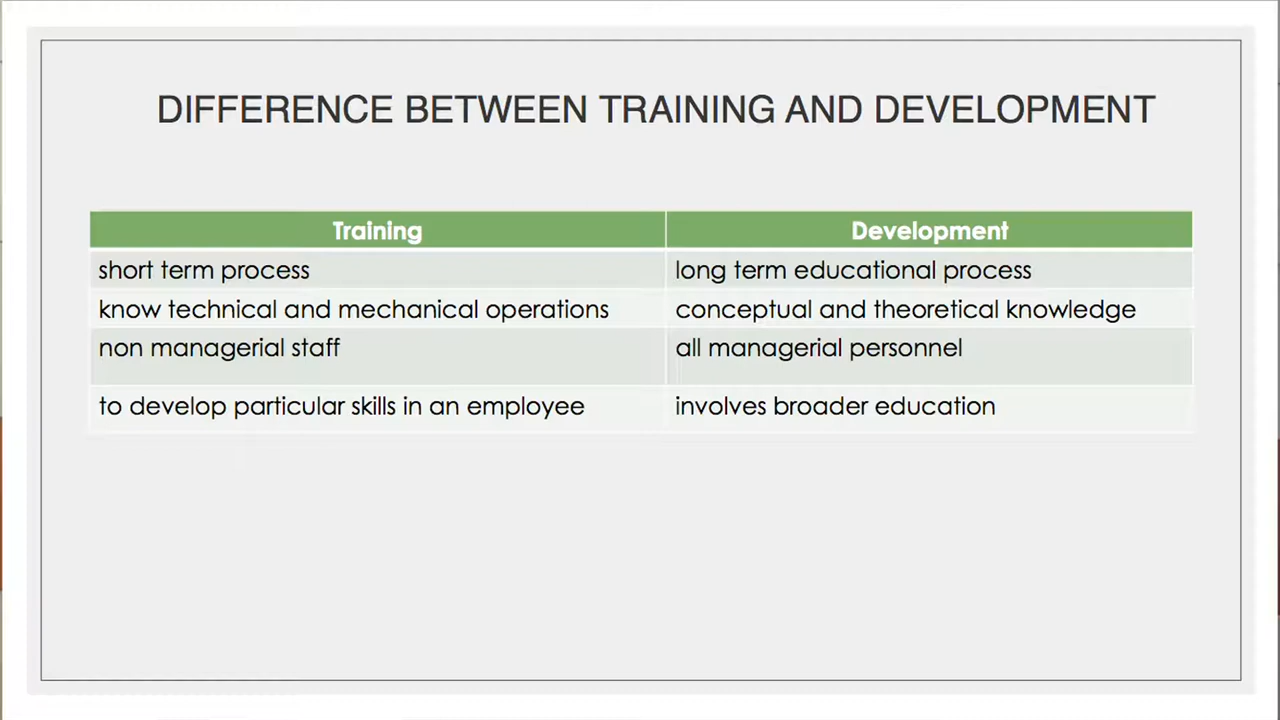 DIFFERENCE BETWEEN TRAINING AND DEVELOPMENT
Training Development
short term process long term educational process
know technical and mechanical operations conceptual and theoretical knowledge
non managerial staff all managerial personnel
to develop particular skills in an employee involves broader education